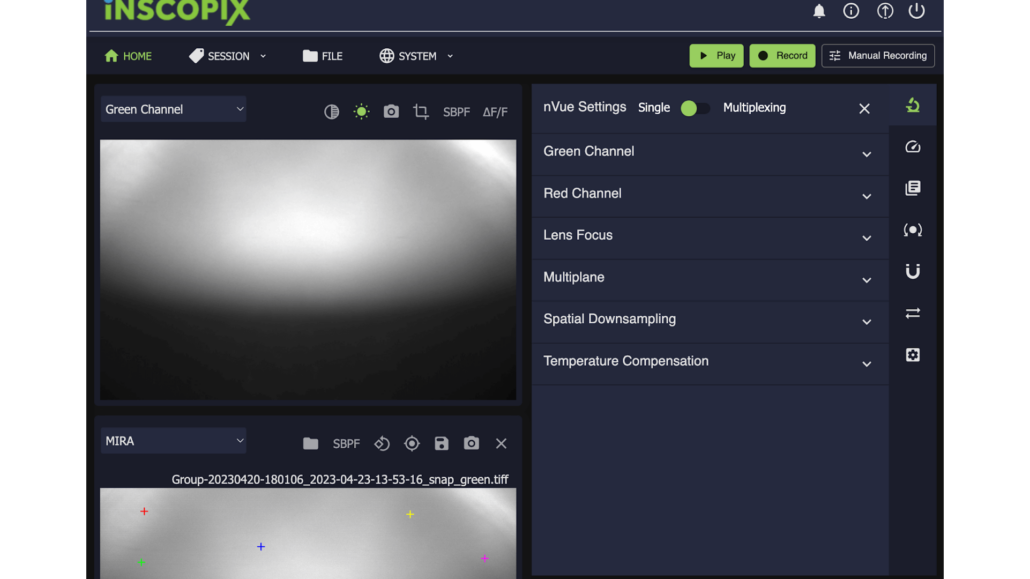 iNSCOPIX
HOME SESSION FILE SYSTEM Play Record Manual Recording
Green Channel SBPF ΔF/F
nVue Settings Single Multiplexing
Green Channel
Red Channel
Lens Focus
Multiplane
Spatial Downsampling
Temperature Compensation
MIRA SBPF
Group-20230420-180106_2023-04-23-13-53-16_snap_green.tiff